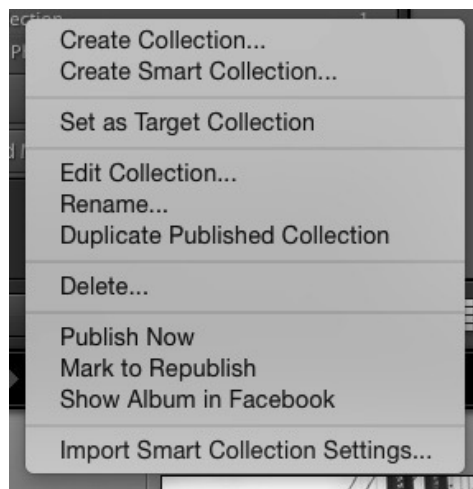 Create Collection...
Create Smart Collection...
Set as Target Collection
Edit Collection...
Rename...
Duplicate Published Collection
Delete...
Publish Now
Mark to Republish
Show Album in Facebook
Import Smart Collection Settings...